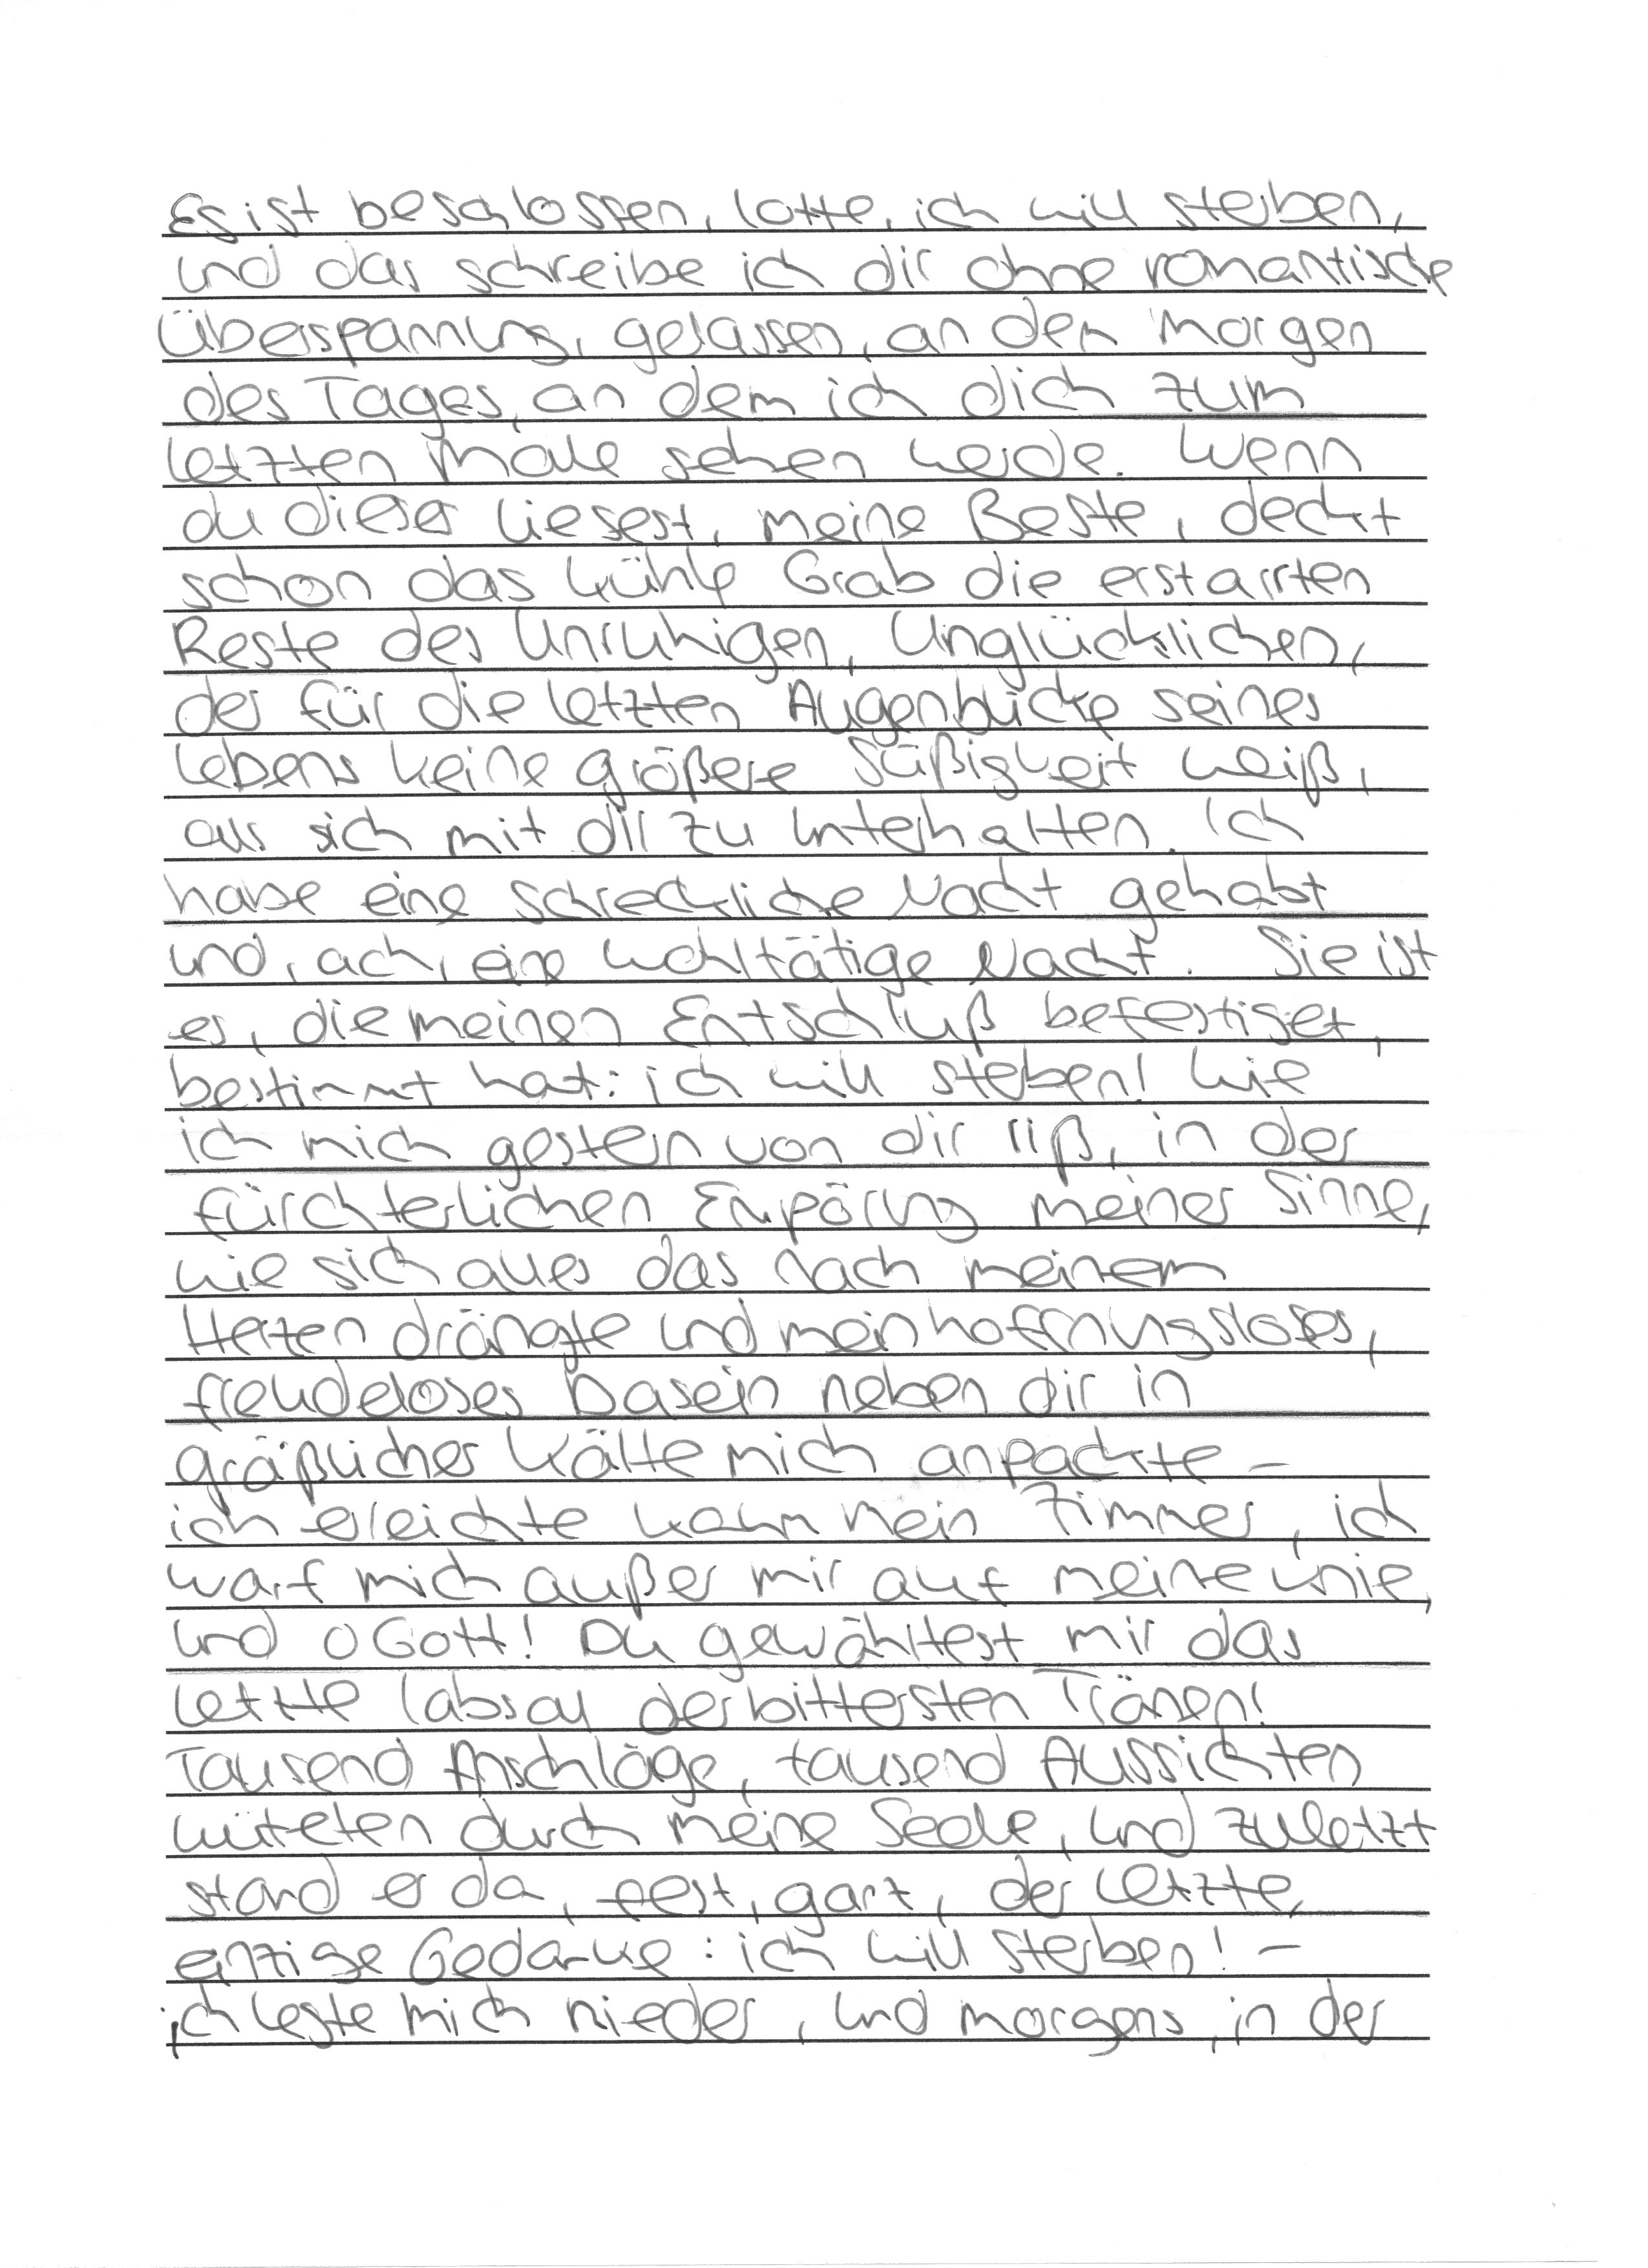 Es ist beschlossen, Lotte, ich will sterben,
und das schreibe ich dir ohne romantische
Überspannung, gelassen, an dem Morgen
des Tages, an dem ich dich zum
letzten Male sehen werde. Wenn
du dieses liesest, meine Beste, deckt
schon das kühle Grab die erstarrten
Reste des Unruhigen, Unglücklichen,
der für die letzten Augenblicke seines
Lebens keine größere Süßigkeit weiß,
als sich mit dir zu unterhalten. Ich
habe eine schreckliche Nacht gehabt
und, ach, eine wohltätige Nacht. Sie ist
es, die meinen Entschluß befestiget,
bestimmt hat: ich will sterben! Wie
ich mich gestern von dir riß, in der
fürchterlichen Empörung meiner Sinne,
wie sich alles das nach meinem
Herzen drängte und mein hoffnungsloses,
freudeloses Dasein neben dir in
gräßlicher Kälte mich anpackte –
ich erreichte kaum mein Zimmer, ich
warf mich außer mir auf meine Knie,
und o Gott! Du gewähltest mir das
letzte Labsal der bittersten Tränen!
Tausend Anschläge, tausend Aussichten
wüteten durch meine Seele, und zuletzt
stand er da, fest, ganz, der letzte,
einzige Gedanke: ich will sterben! –
ich legte mich nieder, und morgens, in der